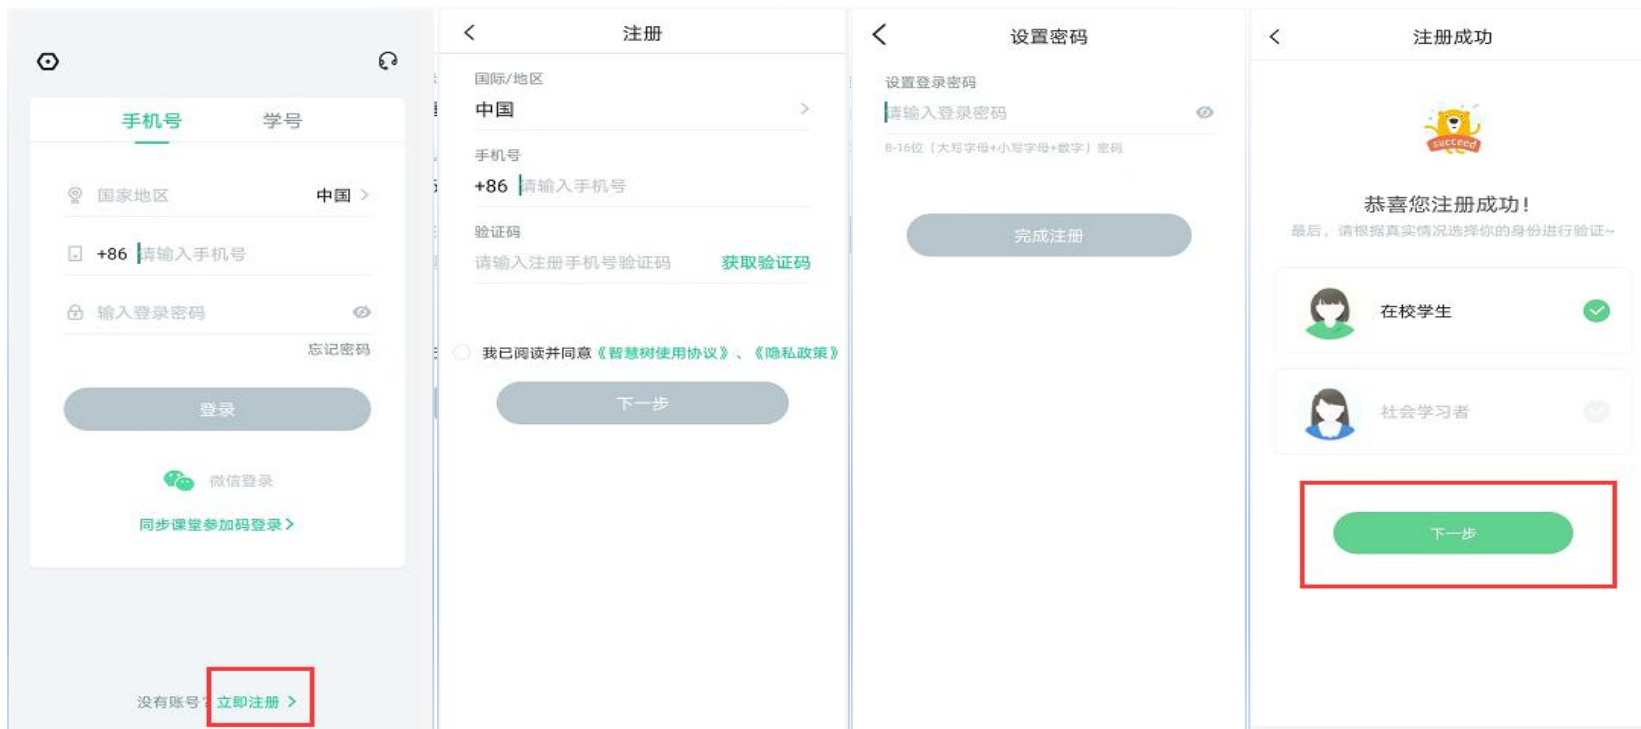 手机号 学号
国家地区 中国 >
+86 请输入手机号
输入登录密码
忘记密码
登录
微信登录
同步课堂参加码登录 >
没有账号? 立即注册 >
注册
国际/地区
中国 >
手机号
+86 请输入手机号
验证码
请输入注册手机号验证码 获取验证码
我已阅读并同意《智慧树使用协议》、《隐私政策》
下一步
设置密码
设置登录密码
请输入登录密码
8-16位（大写字母+小写字母+数字）密码
完成注册
注册成功
succeed
恭喜您注册成功!
最后，请根据真实情况选择你的身份进行验证~
在校学生
社会学习者
下一步